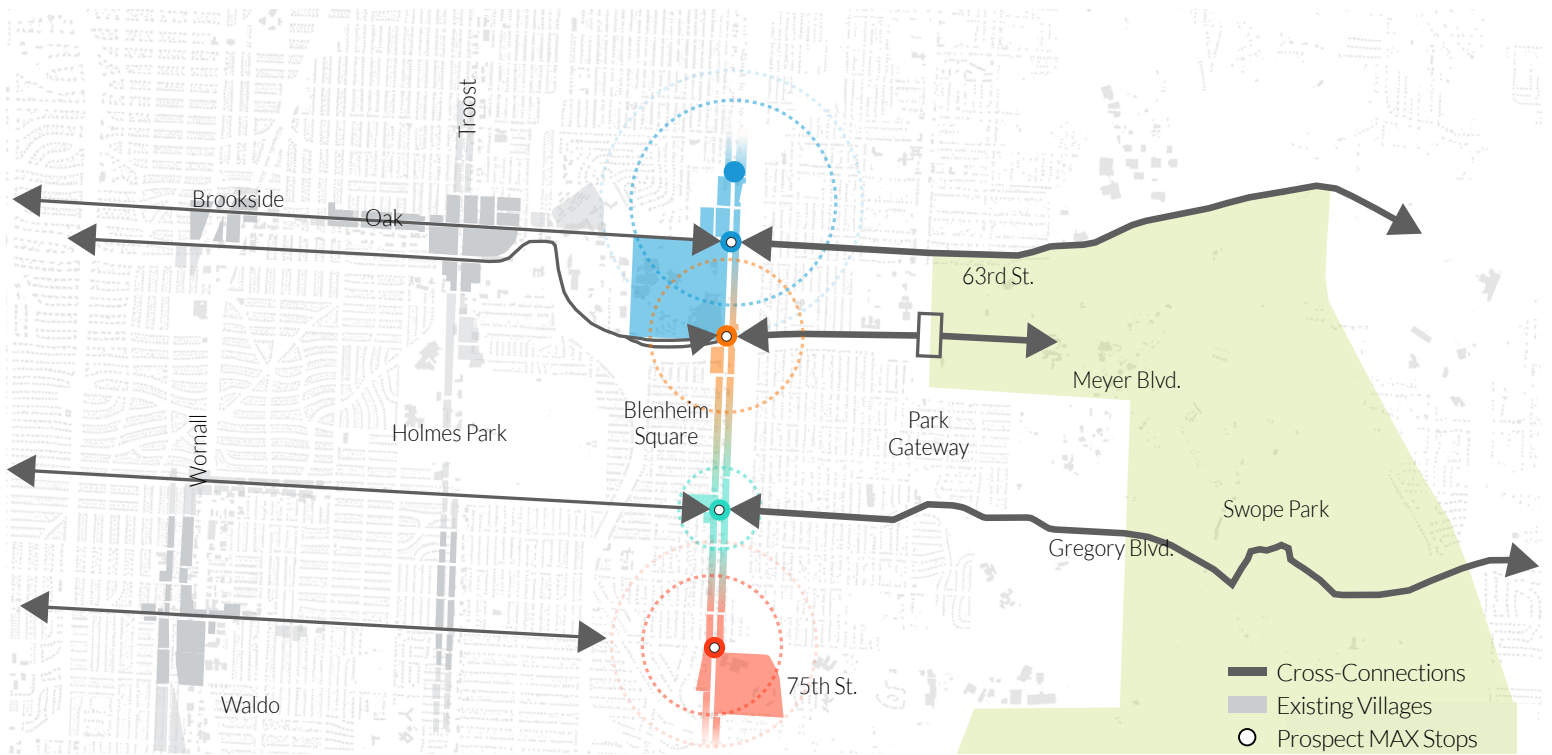 Troost
Brookside
Oak
63rd St.
Meyer Blvd.
Blenheim
Square
Park
Gateway
Wornall
Holmes Park
Swope Park
Gregory Blvd.
75th St.
Waldo
Cross-Connections
Existing Villages
Prospect MAX Stops